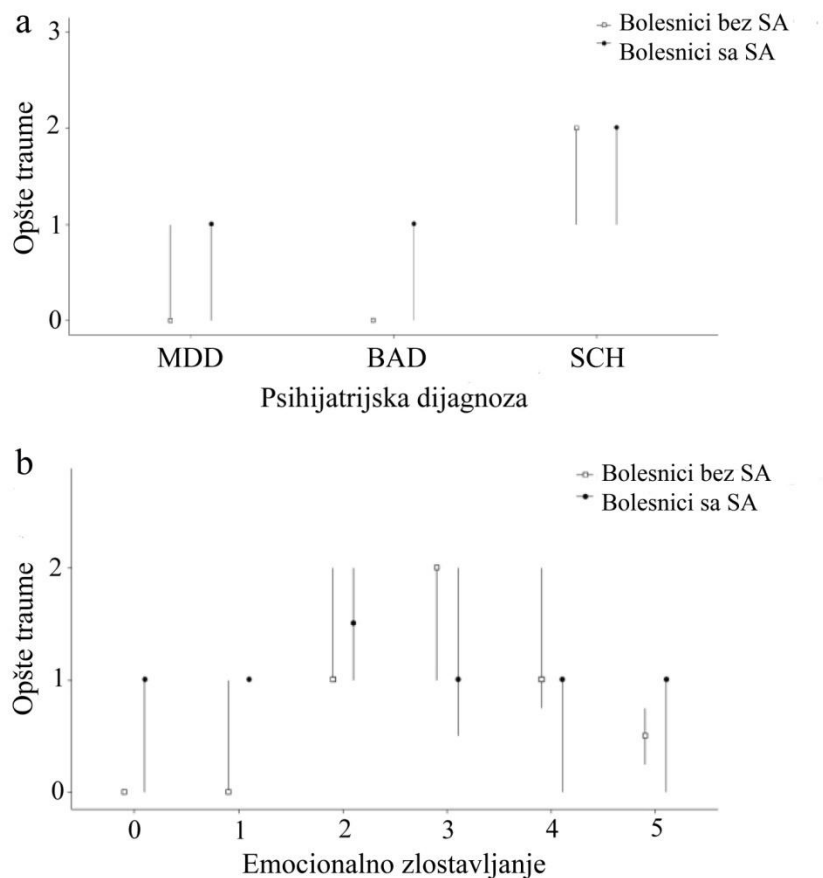 a
Bolesnici bez SA
Bolesnici sa SA
3
2
1
0
Opšte traume
MDD BAD SCH
Psihijatrijska dijagnoza
b
Bolesnici bez SA
Bolesnici sa SA
2
1
0
Opšte traume
0 1 2 3 4 5
Emocionalno zlostavljanje